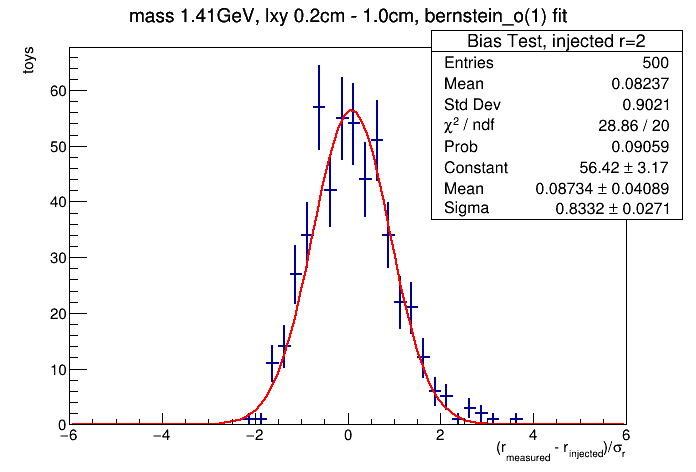 mass 1.41GeV, lxy 0.2cm - 1.0cm, bernstein_o(1) fit
Bias Test, injected r=2
Entries 500
Mean 0.08237
Std Dev 0.9021
χ² / ndf 28.86 / 20
Prob 0.09059
Constant 56.42 ± 3.17
Mean 0.08734 ± 0.04089
Sigma 0.8332 ± 0.0271
toys
60
50
40
30
20
10
0
−6 −4 −2 0 2 4 6
(r_measured - r_injected)/σ_r